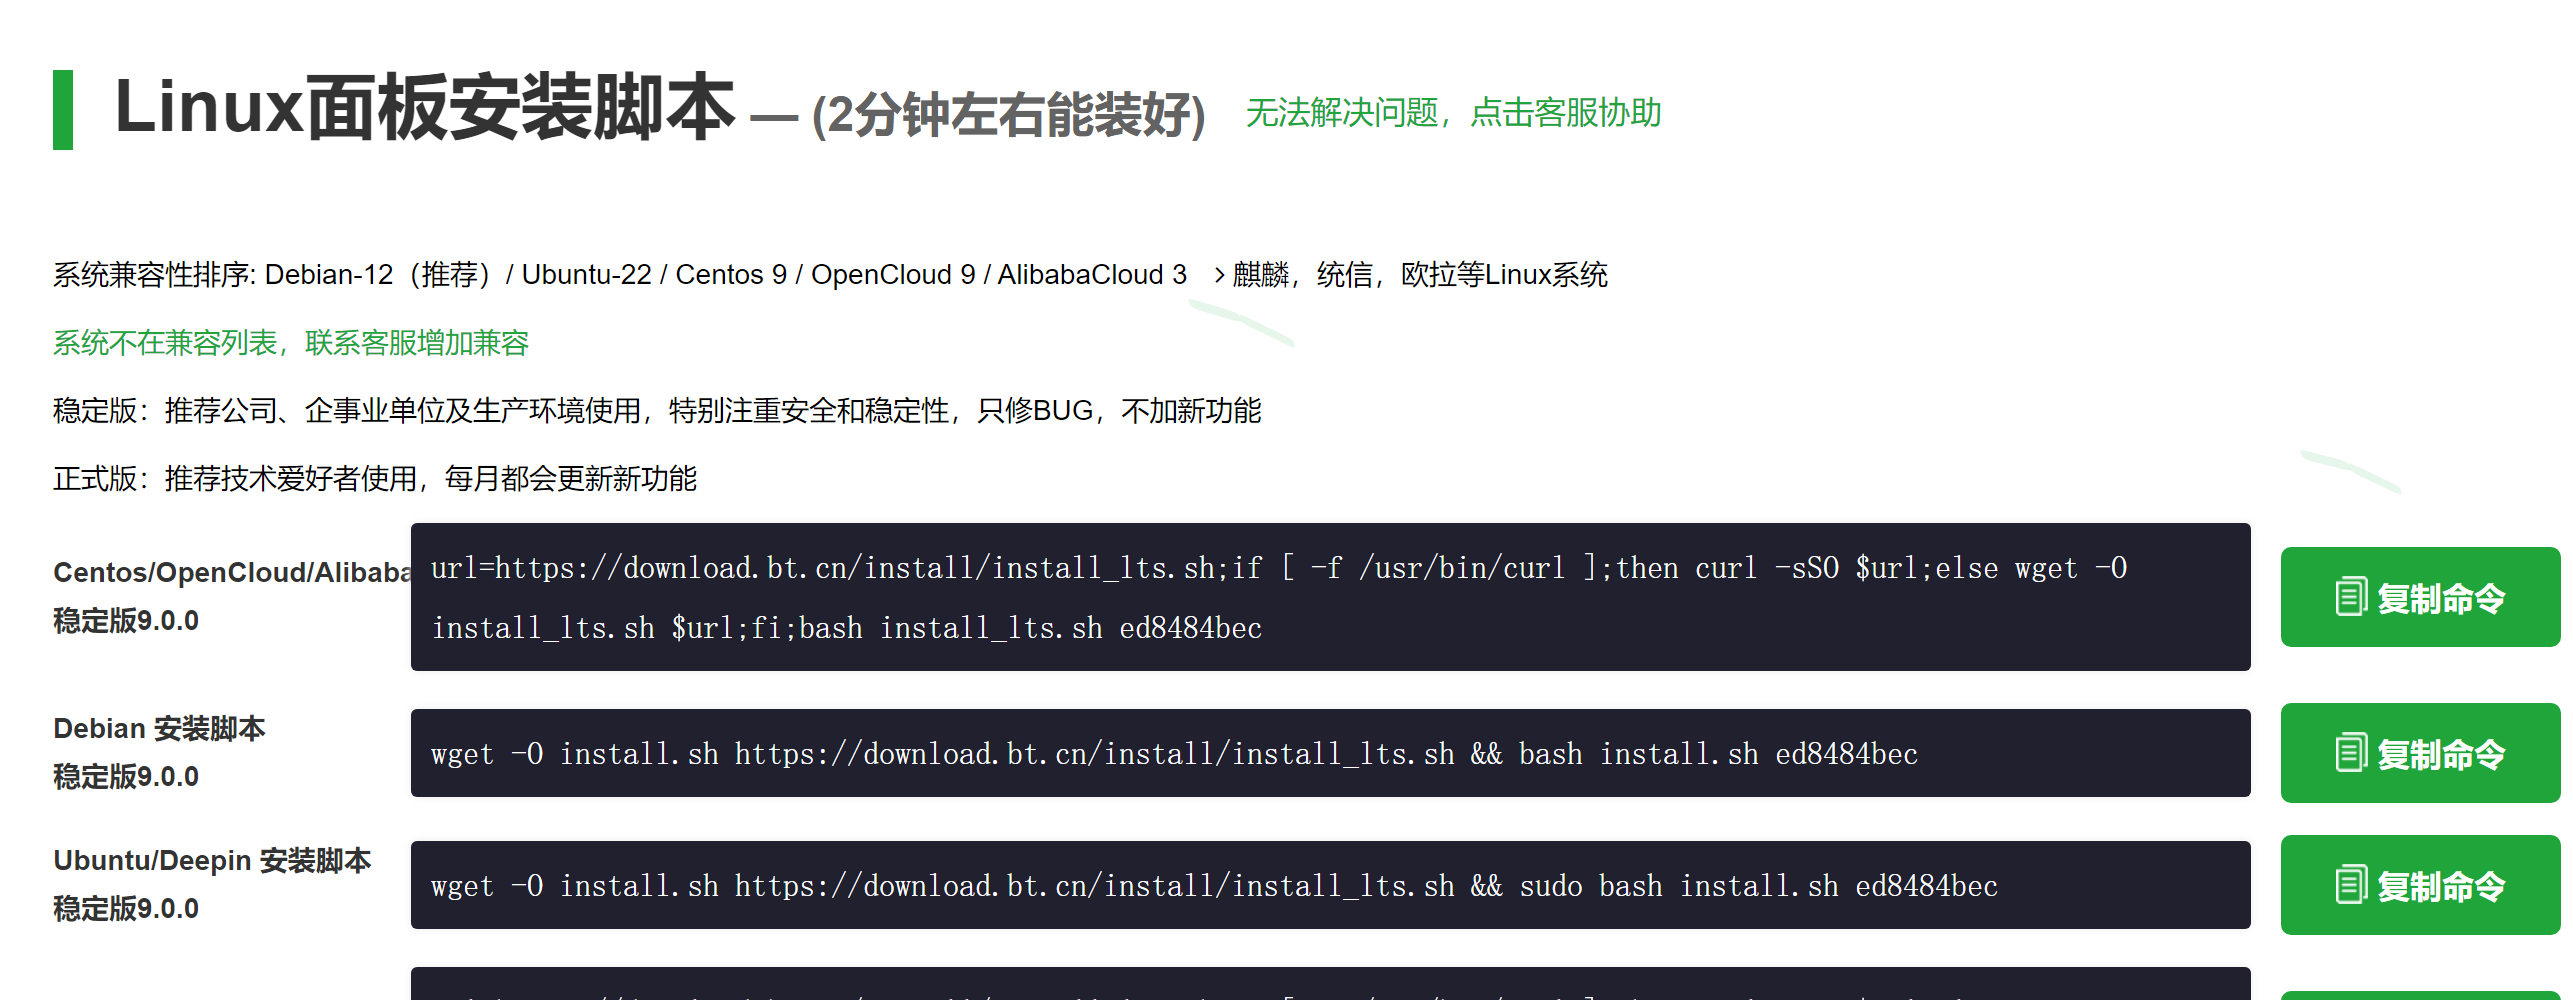 Linux面板安装脚本 — (2分钟左右能装好) 无法解决问题，点击客服协助
系统兼容性排序: Debian-12（推荐）/ Ubuntu-22 / Centos 9 / OpenCloud 9 / AlibabaCloud 3 > 麒麟，统信，欧拉等Linux系统
系统不在兼容列表，联系客服增加兼容
稳定版：推荐公司、企事业单位及生产环境使用，特别注重安全和稳定性，只修BUG，不加新功能
正式版：推荐技术爱好者使用，每月都会更新新功能
Centos/OpenCloud/Alibaba
稳定版9.0.0
url=https://download.bt.cn/install/install_lts.sh;if [ -f /usr/bin/curl ];then curl -sSO $url;else wget -O
install_lts.sh $url;fi;bash install_lts.sh ed8484bec
复制命令
Debian 安装脚本
稳定版9.0.0
wget -O install.sh https://download.bt.cn/install/install_lts.sh && bash install.sh ed8484bec
复制命令
Ubuntu/Deepin 安装脚本
稳定版9.0.0
wget -O install.sh https://download.bt.cn/install/install_lts.sh && sudo bash install.sh ed8484bec
复制命令